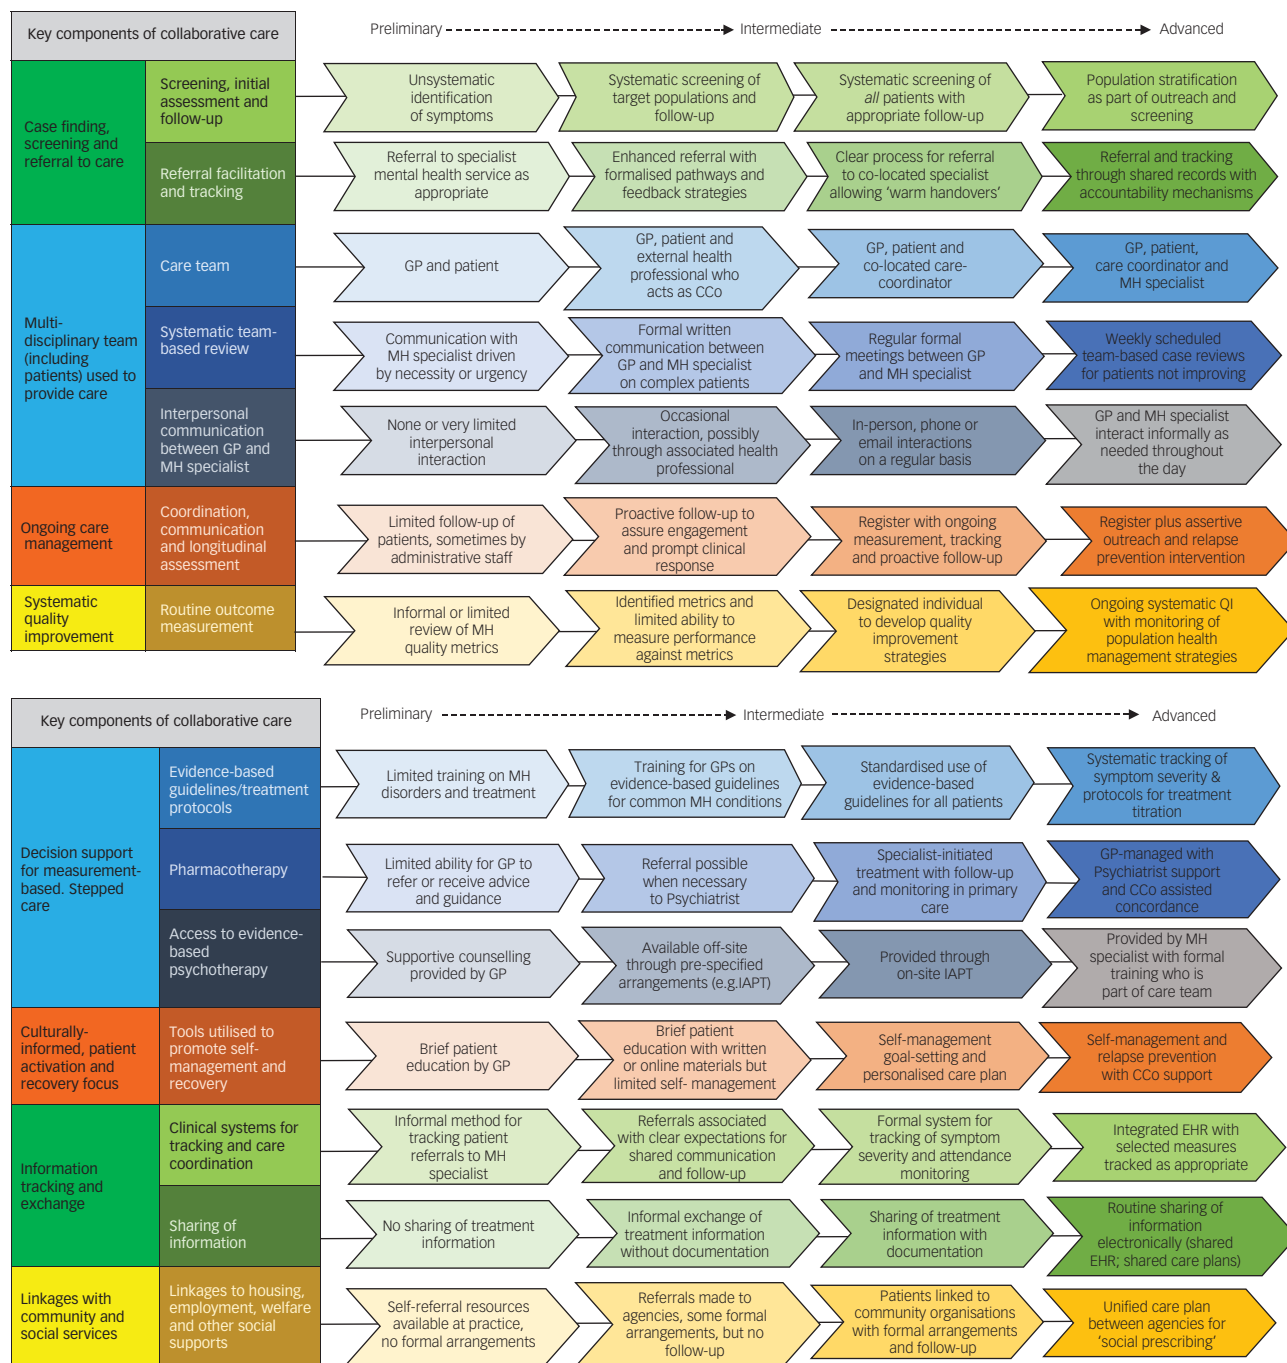 Key components of collaborative care
Preliminary
Intermediate
Advanced
Case finding,
screening and
referral to care
Screening, initial
assessment and
follow-up
Unsystematic
identification
of symptoms
Systematic screening of
target populations and
follow-up
Systematic screening of
all patients with
appropriate follow-up
Population stratification
as part of outreach and
screening
Referral facilitation
and tracking
Referral to specialist
mental health service as
appropriate
Enhanced referral with
formalised pathways and
feedback strategies
Clear process for referral
to co-located specialist
allowing ‘warm handovers’
Referral and tracking
through shared records with
accountability mechanisms
Multi-
disciplinary team
(including
patients) used to
provide care
Care team
GP and patient
GP, patient and
external health
professional who
acts as CCo
GP, patient and
co-located care-
coordinator
GP, patient,
care coordinator and
MH specialist
Systematic team-
based review
Communication with
MH specialist driven
by necessity or urgency
Formal written
communication between
GP and MH specialist
on complex patients
Regular formal
meetings between GP
and MH specialist
Weekly scheduled
team-based case reviews
for patients not improving
Interpersonal
communication
between GP and
MH specialist
None or very limited
interpersonal
interaction
Occasional
interaction, possibly
through associated health
professional
In-person, phone or
email interactions
on a regular basis
GP and MH specialist
interact informally as
needed throughout
the day
Ongoing care
management
Coordination,
communication
and longitudinal
assessment
Limited follow-up of
patients, sometimes by
administrative staff
Proactive follow-up to
assure engagement
and prompt clinical
response
Register with ongoing
measurement, tracking
and proactive follow-up
Register plus assertive
outreach and relapse
prevention intervention
Systematic
quality
improvement
Routine outcome
measurement
Informal or limited
review of MH
quality metrics
Identified metrics and
limited ability to
measure performance
against metrics
Designated individual
to develop quality
improvement
strategies
Ongoing systematic QI
with monitoring of
population health
management strategies
Key components of collaborative care
Preliminary
Intermediate
Advanced
Decision support
for measurement-
based. Stepped
care
Evidence-based
guidelines/treatment
protocols
Limited training on MH
disorders and treatment
Training for GPs on
evidence-based guidelines
for common MH conditions
Standardised use of
evidence-based
guidelines for all patients
Systematic tracking of
symptom severity &
protocols for treatment
titration
Pharmacotherapy
Limited ability for GP to
refer or receive advice
and guidance
Referral possible
when necessary
to Psychiatrist
Specialist-initiated
treatment with follow-up
and monitoring in primary
care
GP-managed with
Psychiatrist support
and CCo assisted
concordance
Access to evidence-
based
psychotherapy
Supportive counselling
provided by GP
Available off-site
through pre-specified
arrangements (e.g.IAPT)
Provided through
on-site IAPT
Provided by MH
specialist with formal
training who is
part of care team
Culturally-
informed, patient
activation and
recovery focus
Tools utilised to
promote self-
management and
recovery
Brief patient
education by GP
Brief patient
education with written
or online materials but
limited self- management
Self-management
goal-setting and
personalised care plan
Self-management and
relapse prevention
with CCo support
Information
tracking and
exchange
Clinical systems for
tracking and care
coordination
Informal method for
tracking patient
referrals to MH
specialist
Referrals associated
with clear expectations for
shared communication
and follow-up
Formal system for
tracking of symptom
severity and attendance
monitoring
Integrated EHR with
selected measures
tracked as appropriate
Sharing of
information
No sharing of treatment
information
Informal exchange of
treatment information
without documentation
Sharing of treatment
information with
documentation
Routine sharing of
information
electronically (shared
EHR; shared care plans)
Linkages with
community and
social services
Linkages to housing,
employment, welfare
and other social
supports
Self-referral resources
available at practice,
no formal arrangements
Referrals made to
agencies, some formal
arrangements, but no
follow-up
Patients linked to
community organisations
with formal arrangements
and follow-up
Unified care plan
between agencies for
‘social prescribing’